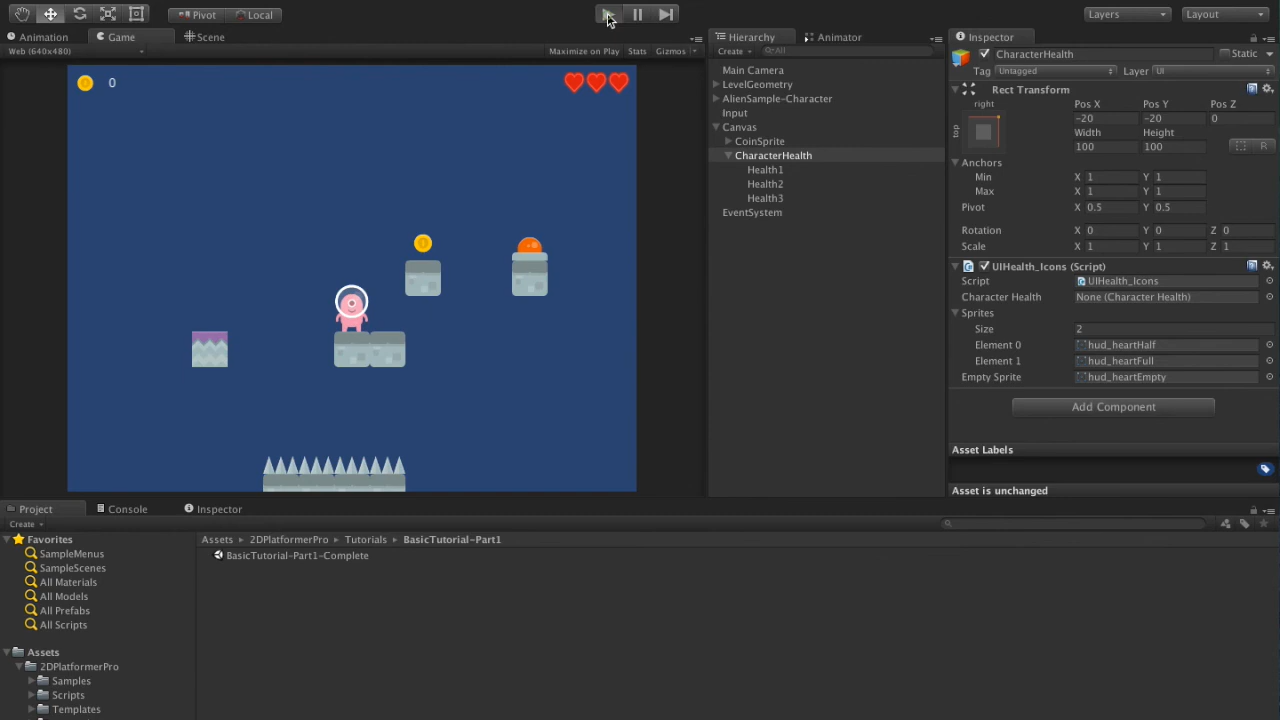 Pivot Local Layers Layout
Animation Game Scene Hierarchy Animator Inspector
Web (640x480) Maximize on Play Stats Gizmos Create All CharacterHealth Static
Tag Untagged Layer UI
0
Main Camera
LevelGeometry
AlienSample-Character
Input
Canvas
CoinSprite
CharacterHealth
Health1
Health2
Health3
EventSystem
Rect Transform
right Pos X Pos Y Pos Z
top -20 -20 0
Width Height
100 100 R
Anchors
Min X 1 Y 1
Max X 1 Y 1
Pivot X 0.5 Y 0.5
Rotation X 0 Y 0 Z 0
Scale X 1 Y 1 Z 1
UIHealth_Icons (Script)
Script UIHealth_Icons
Character Health None (Character Health)
Sprites
Size 2
Element 0 hud_heartHalf
Element 1 hud_heartFull
Empty Sprite hud_heartEmpty
Add Component
Asset Labels
Asset is unchanged
Project Console Inspector
Create
Favorites
SampleMenus
SampleScenes
All Materials
All Models
All Prefabs
All Scripts
Assets
2DPlatformerPro
Samples
Scripts
Templates
Assets 2DPlatformerPro Tutorials BasicTutorial-Part1
BasicTutorial-Part1-Complete